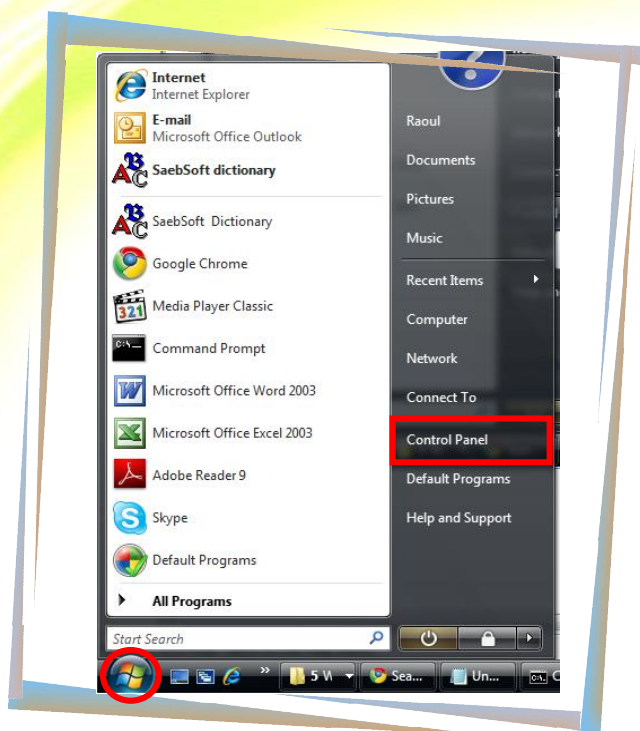 Internet
Internet Explorer
E-mail
Microsoft Office Outlook
SaebSoft dictionary
SaebSoft Dictionary
Google Chrome
321
Media Player Classic
C:\_
Command Prompt
Microsoft Office Word 2003
Microsoft Office Excel 2003
Adobe Reader 9
Skype
Default Programs
All Programs
Start Search
Raoul
Documents
Pictures
Music
Recent Items
Computer
Network
Connect To
Control Panel
Default Programs
Help and Support
» 5 Sea... Un...